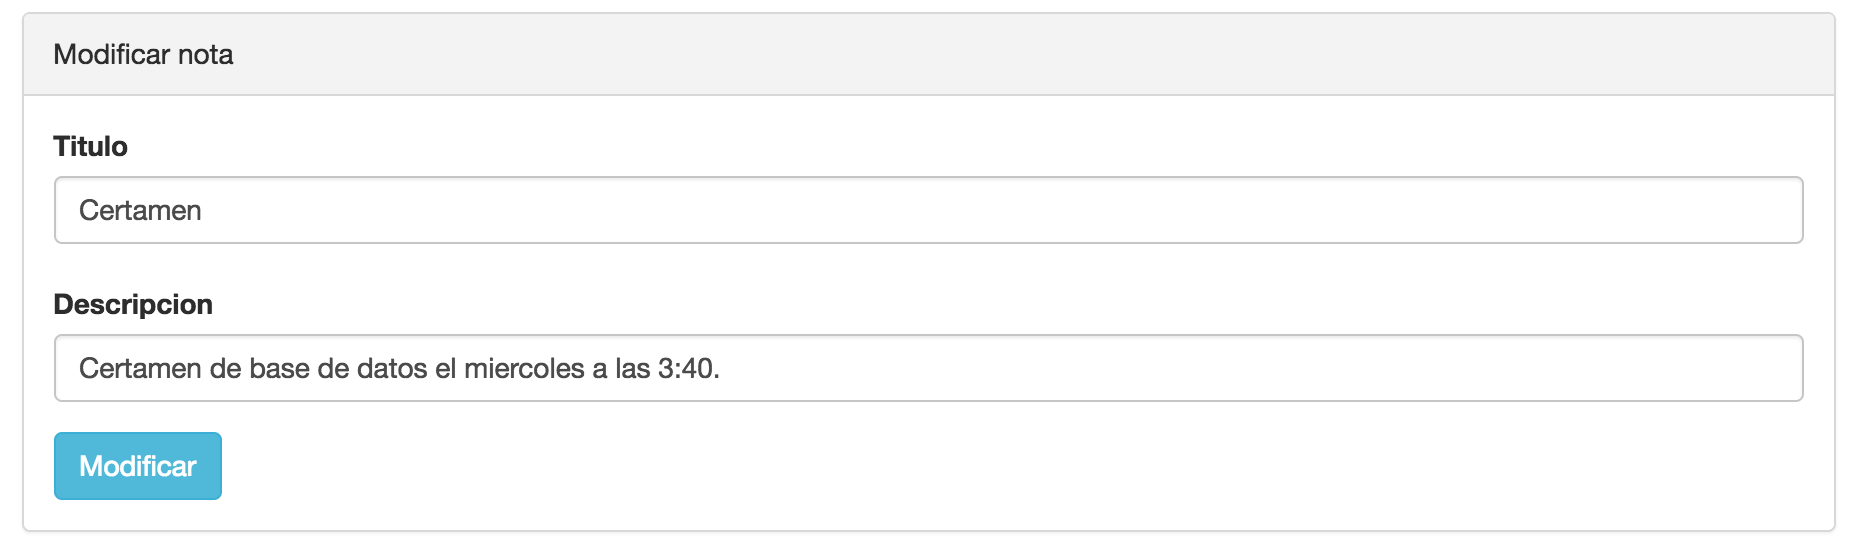 Modificar nota
Titulo
Certamen
Descripcion
Certamen de base de datos el miercoles a las 3:40.
Modificar